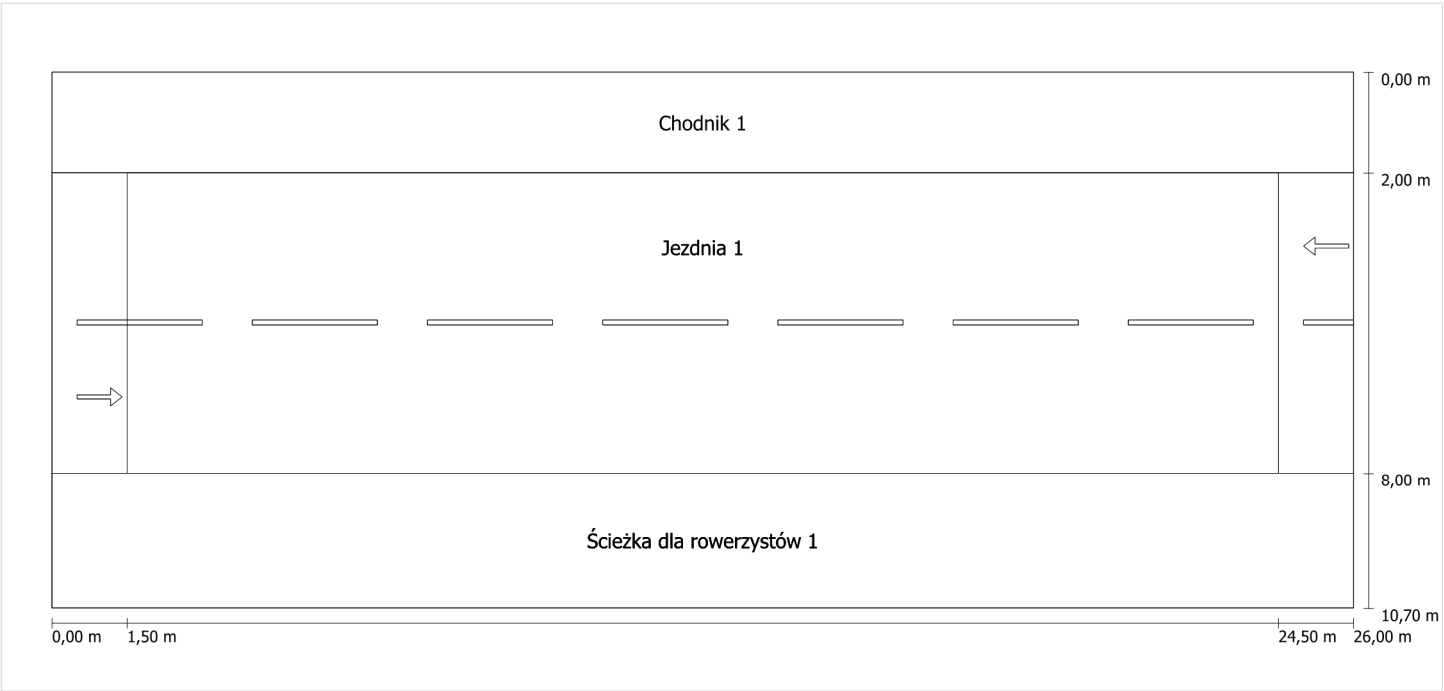 0,00 m
Chodnik 1
2,00 m
Jezdnia 1
8,00 m
Ścieżka dla rowerzystów 1
10,70 m
0,00 m 1,50 m 24,50 m 26,00 m